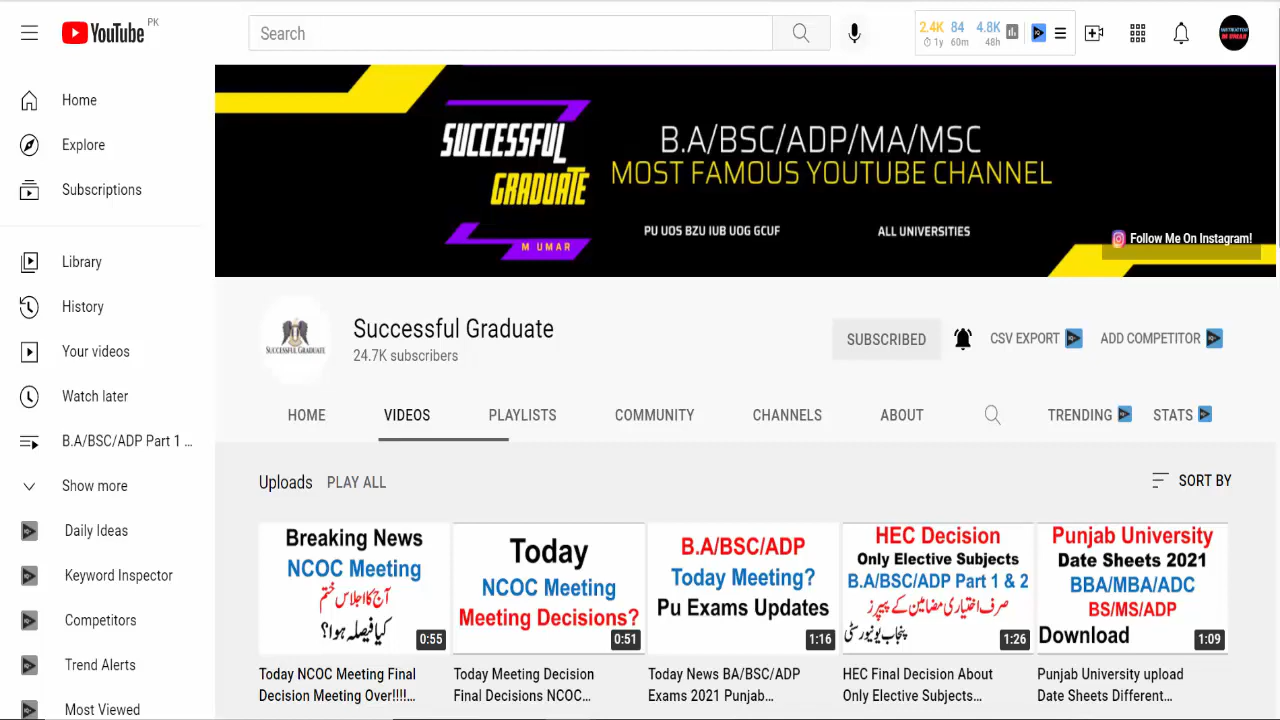 YouTube PK
Search
2.4K 84 4.8K
1y 60m 48h
Home
Explore
Subscriptions
Library
History
Your videos
Watch later
B.A/BSC/ADP Part 1 ...
Show more
Daily Ideas
Keyword Inspector
Competitors
Trend Alerts
Most Viewed
SUCCESSFUL
GRADUATE
M UMAR
B.A/BSC/ADP/MA/MSC
MOST FAMOUS YOUTUBE CHANNEL
PU UOS BZU IUB UOG GCUF ALL UNIVERSITIES
Follow Me On Instagram!
SUCCESSFUL GRADUATE
Successful Graduate
24.7K subscribers
SUBSCRIBED CSV EXPORT ADD COMPETITOR
HOME VIDEOS PLAYLISTS COMMUNITY CHANNELS ABOUT TRENDING STATS
Uploads PLAY ALL SORT BY
Breaking News
NCOC Meeting
آج کا اجلاس ختم
کیا فیصلہ ہوا؟
0:55
Today NCOC Meeting Final
Decision Meeting Over!!!!...
Today
NCOC Meeting
Meeting Decisions?
0:51
Today Meeting Decision
Final Decisions NCOC...
B.A/BSC/ADP
Today Meeting?
Pu Exams Updates
1:16
Today News BA/BSC/ADP
Exams 2021 Punjab...
HEC Decision
Only Elective Subjects
B.A/BSC/ADP Part 1 & 2
صرف اختیاری مضامین کے پیپرز
پنجاب یونیورسٹی
1:26
HEC Final Decision About
Only Elective Subjects...
Punjab University
Date Sheets 2021
BBA/MBA/ADC
BS/MS/ADP
Download
1:09
Punjab University upload
Date Sheets Different...